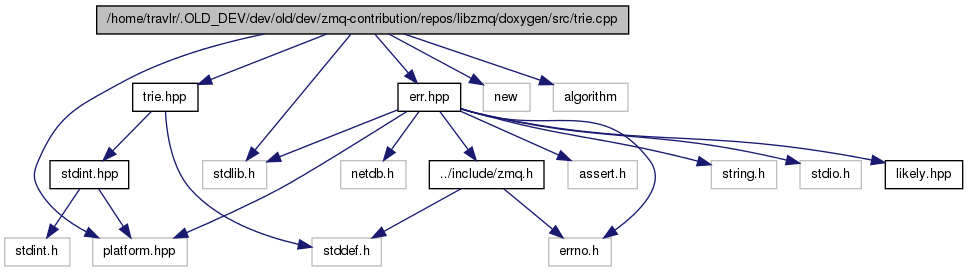 /home/travlr/.OLD_DEV/dev/old/dev/zmq-contribution/repos/libzmq/doxygen/src/trie.cpp
trie.hpp
err.hpp
new
algorithm
stdint.hpp
stdlib.h
netdb.h
../include/zmq.h
assert.h
string.h
stdio.h
likely.hpp
stdint.h
platform.hpp
stddef.h
errno.h